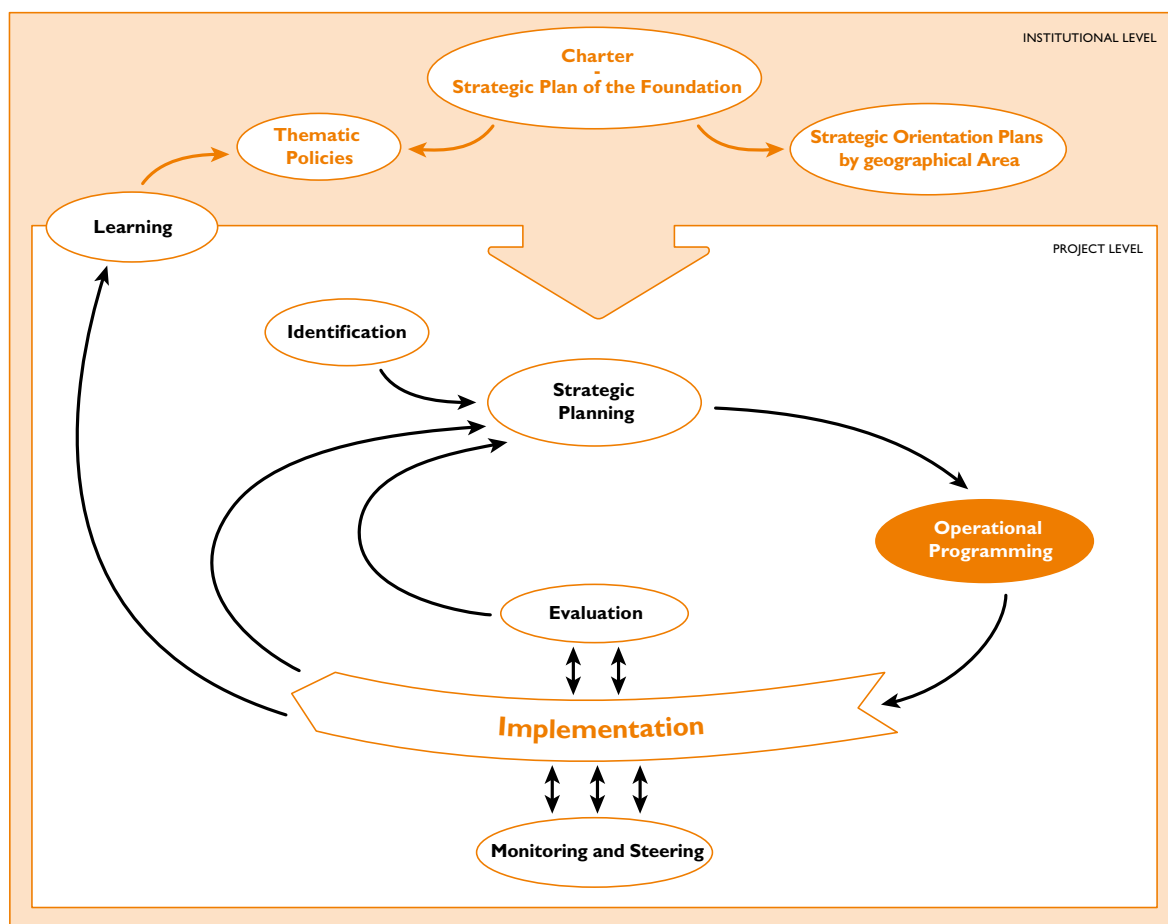 INSTITUTIONAL LEVEL
Charter
-
Strategic Plan of the Foundation
Thematic
Policies
Strategic Orientation Plans
by geographical Area
Learning
PROJECT LEVEL
Identification
Strategic
Planning
Operational
Programming
Evaluation
Implementation
Monitoring and Steering